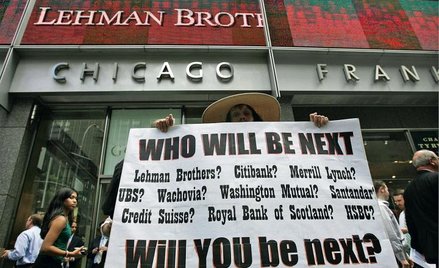 LEHMAN BROTH
CHICAGO FRANK
WHO WILL BE NEXT
Lehman Brothers? Citibank? Merrill Lynch?
UBS? Wachovia? Washington Mutual? Santandar
Credit Suisse? Royal Bank of Scotland? HSBC?
Will YOU be next?